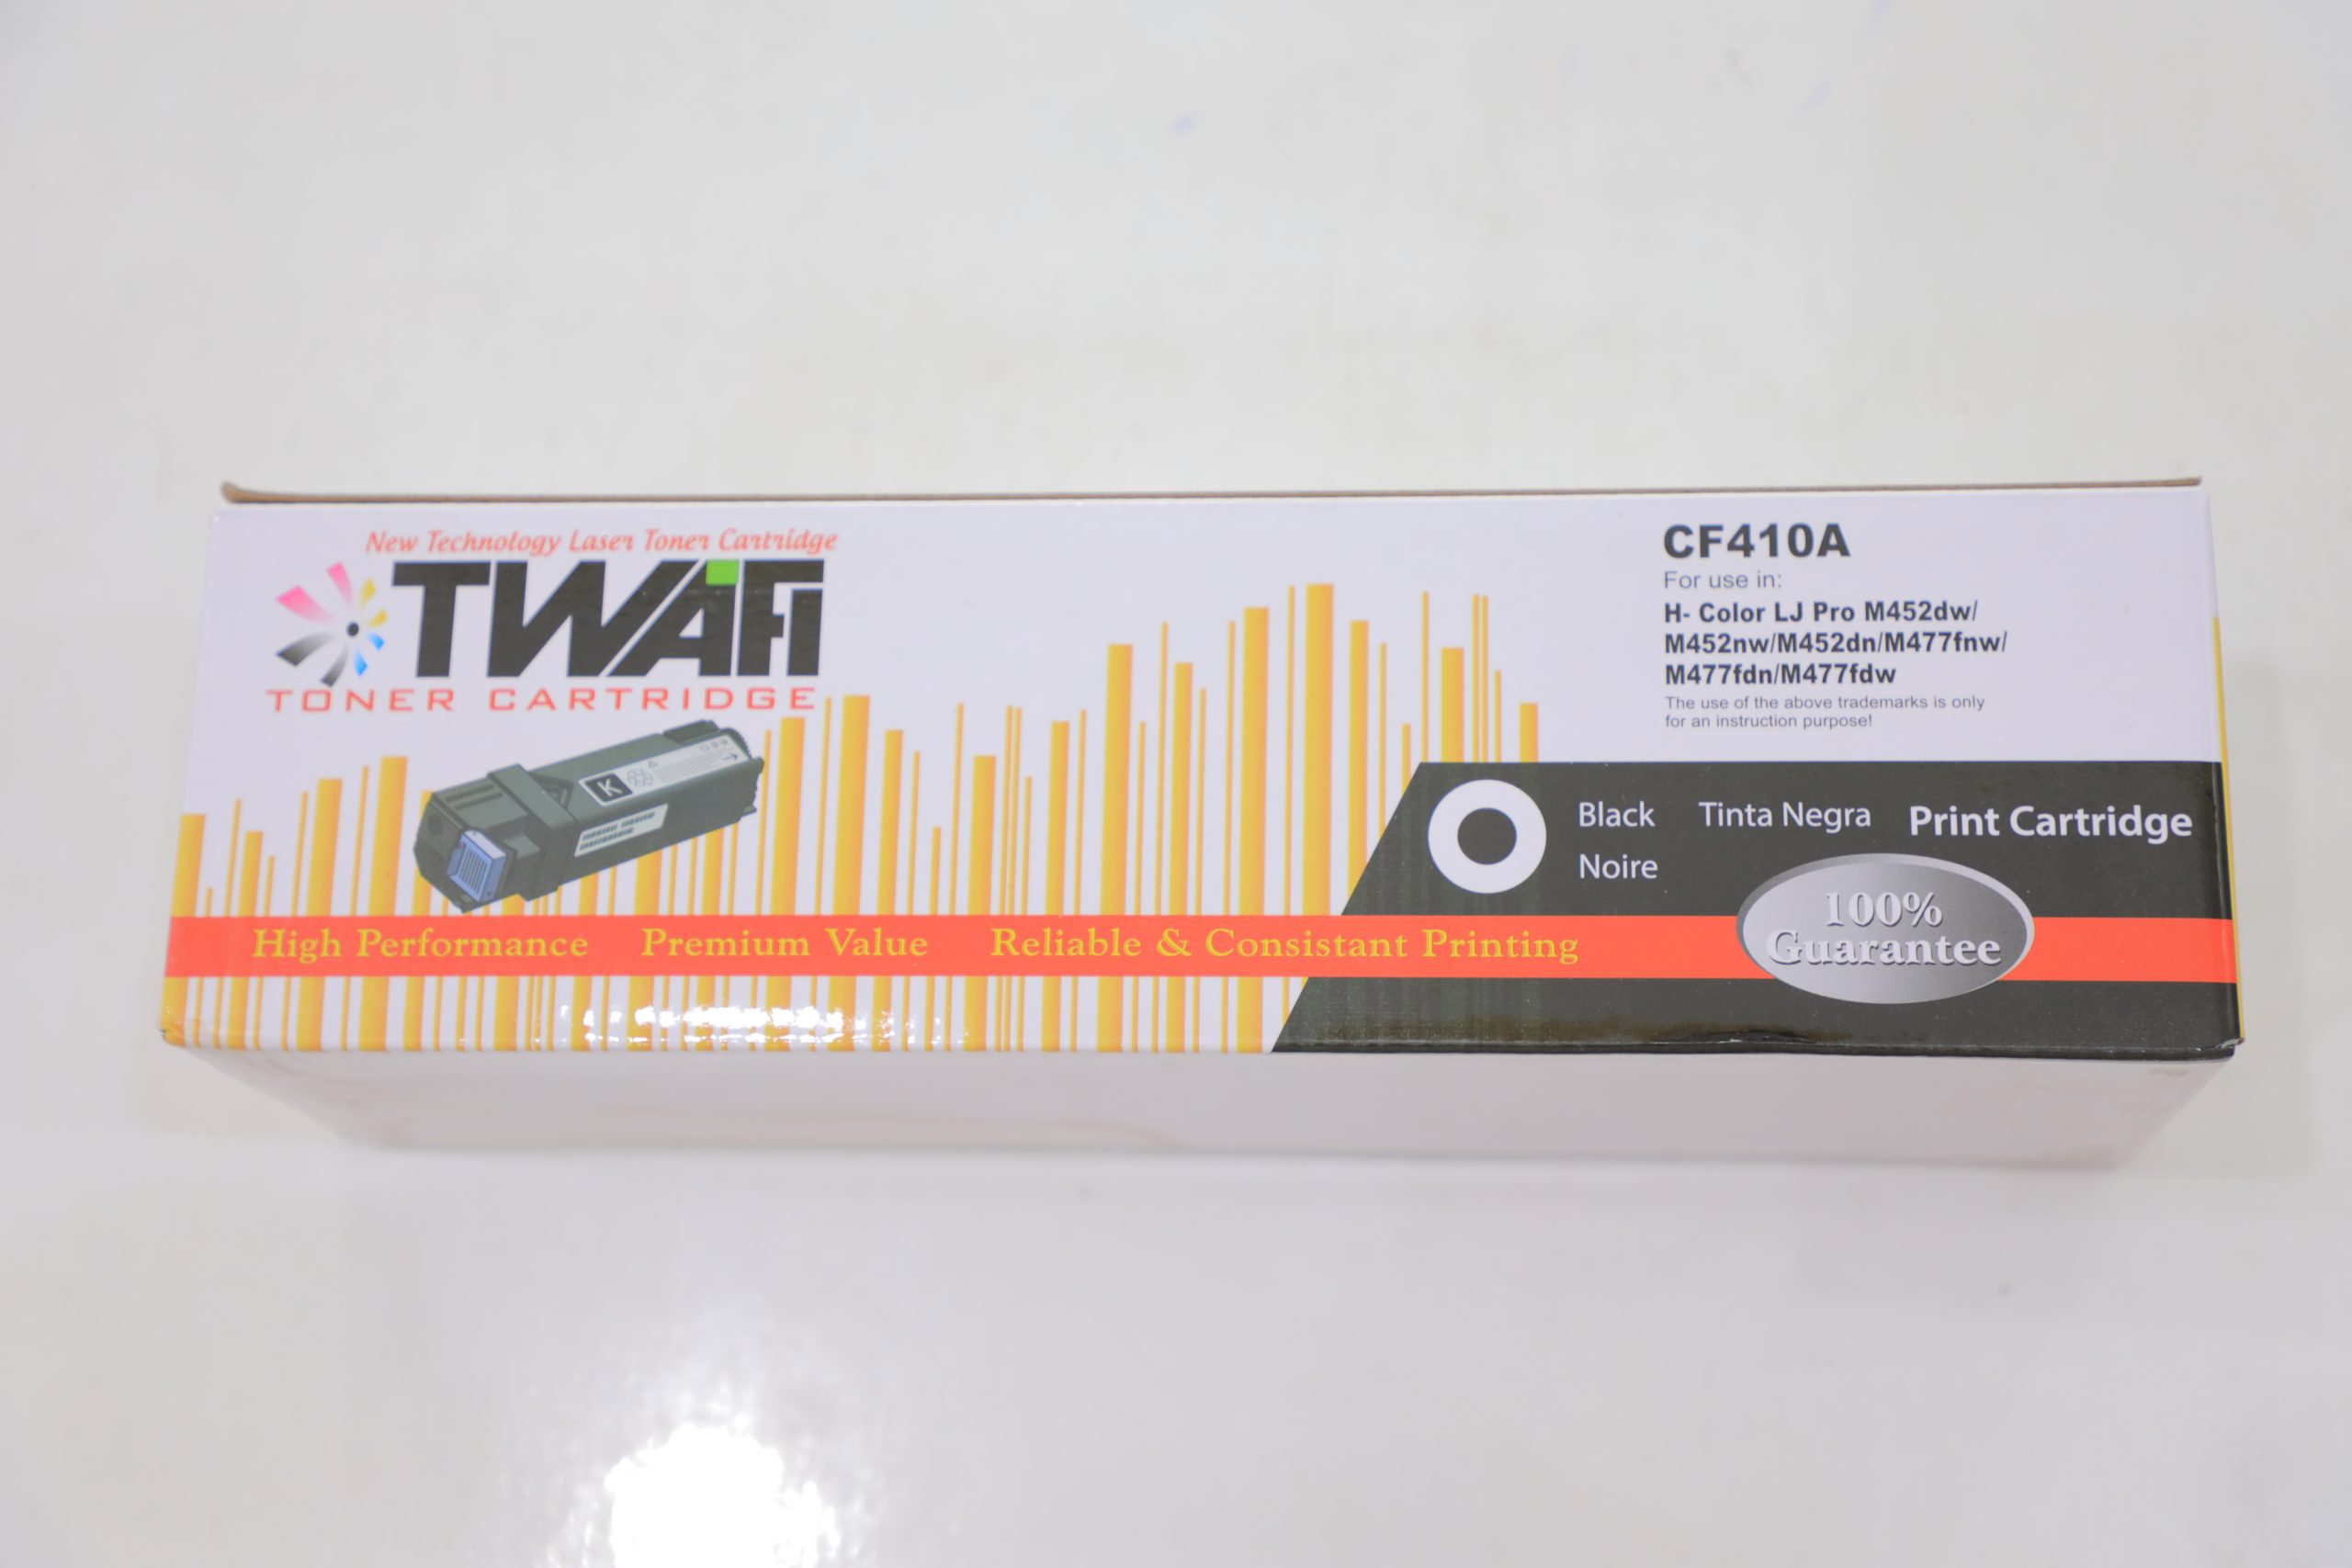 New Technology Laser Toner Cartridge
TWAFi
TONER CARTRIDGE
K
CF410A
For use in:
H- Color LJ Pro M452dw/
M452nw/M452dn/M477fnw/
M477fdn/M477fdw
The use of the above trademarks is only
for an instruction purpose!
Black Tinta Negra Print Cartridge
Noire
100%
Guarantee
High Performance Premium Value Reliable & Consistant Printing